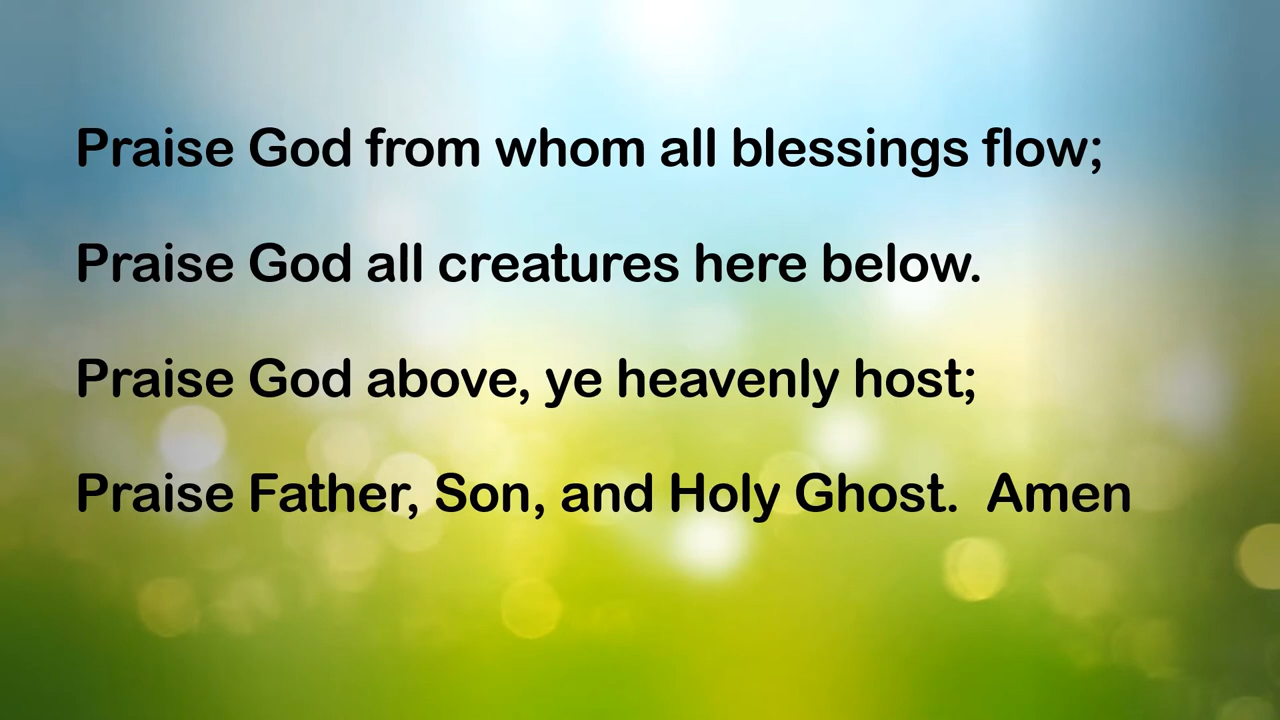 Praise God from whom all blessings flow;
Praise God all creatures here below.
Praise God above, ye heavenly host;
Praise Father, Son, and Holy Ghost.  Amen